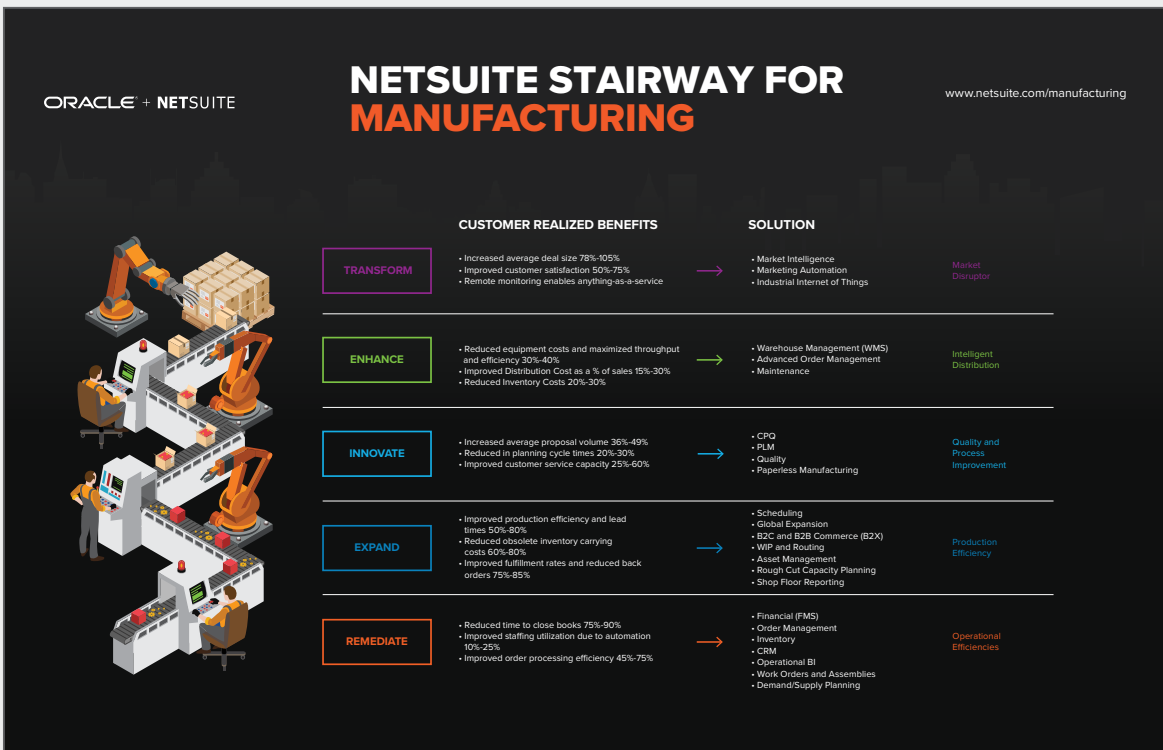 ORACLE® + NETSUITE
NETSUITE STAIRWAY FOR
MANUFACTURING
www.netsuite.com/manufacturing
CUSTOMER REALIZED BENEFITS
SOLUTION
TRANSFORM
• Increased average deal size 78%-105%
• Improved customer satisfaction 50%-75%
• Remote monitoring enables anything-as-a-service
• Market Intelligence
• Marketing Automation
• Industrial Internet of Things
Market
Disruptor
ENHANCE
• Reduced equipment costs and maximized throughput
and efficiency 30%-40%
• Improved Distribution Cost as a % of sales 15%-30%
• Reduced Inventory Costs 20%-30%
• Warehouse Management (WMS)
• Advanced Order Management
• Maintenance
Intelligent
Distribution
INNOVATE
• Increased average proposal volume 36%-49%
• Reduced in planning cycle times 20%-30%
• Improved customer service capacity 25%-60%
• CPQ
• PLM
• Quality
• Paperless Manufacturing
Quality and
Process
Improvement
EXPAND
• Improved production efficiency and lead
times 50%-80%
• Reduced obsolete inventory carrying
costs 60%-80%
• Improved fulfillment rates and reduced back
orders 75%-85%
• Scheduling
• Global Expansion
• B2C and B2B Commerce (B2X)
• WIP and Routing
• Asset Management
• Rough Cut Capacity Planning
• Shop Floor Reporting
Production
Efficiency
REMEDIATE
• Reduced time to close books 75%-90%
• Improved staffing utilization due to automation
10%-25%
• Improved order processing efficiency 45%-75%
• Financial (FMS)
• Order Management
• Inventory
• CRM
• Operational BI
• Work Orders and Assemblies
• Demand/Supply Planning
Operational
Efficiencies